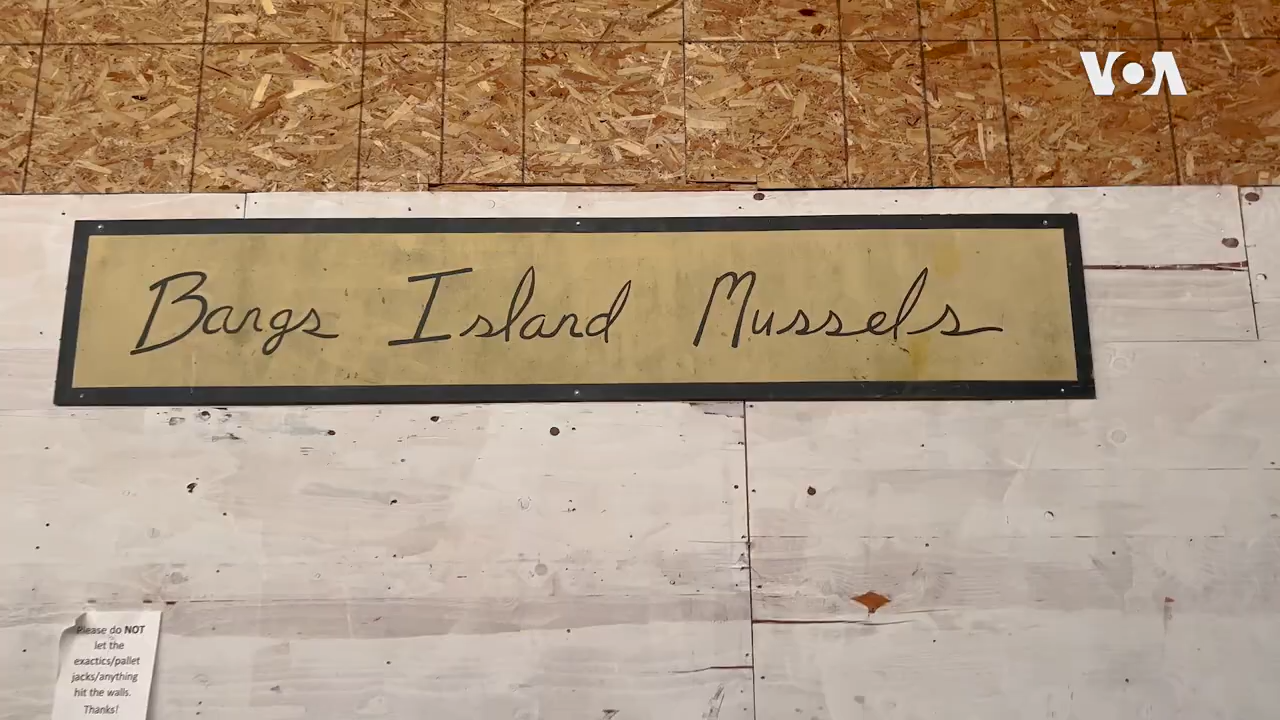 VOA
Bangs Island Mussels
Please do NOT
let the
exactics/pallet
jacks/anything
hit the walls.
Thanks!